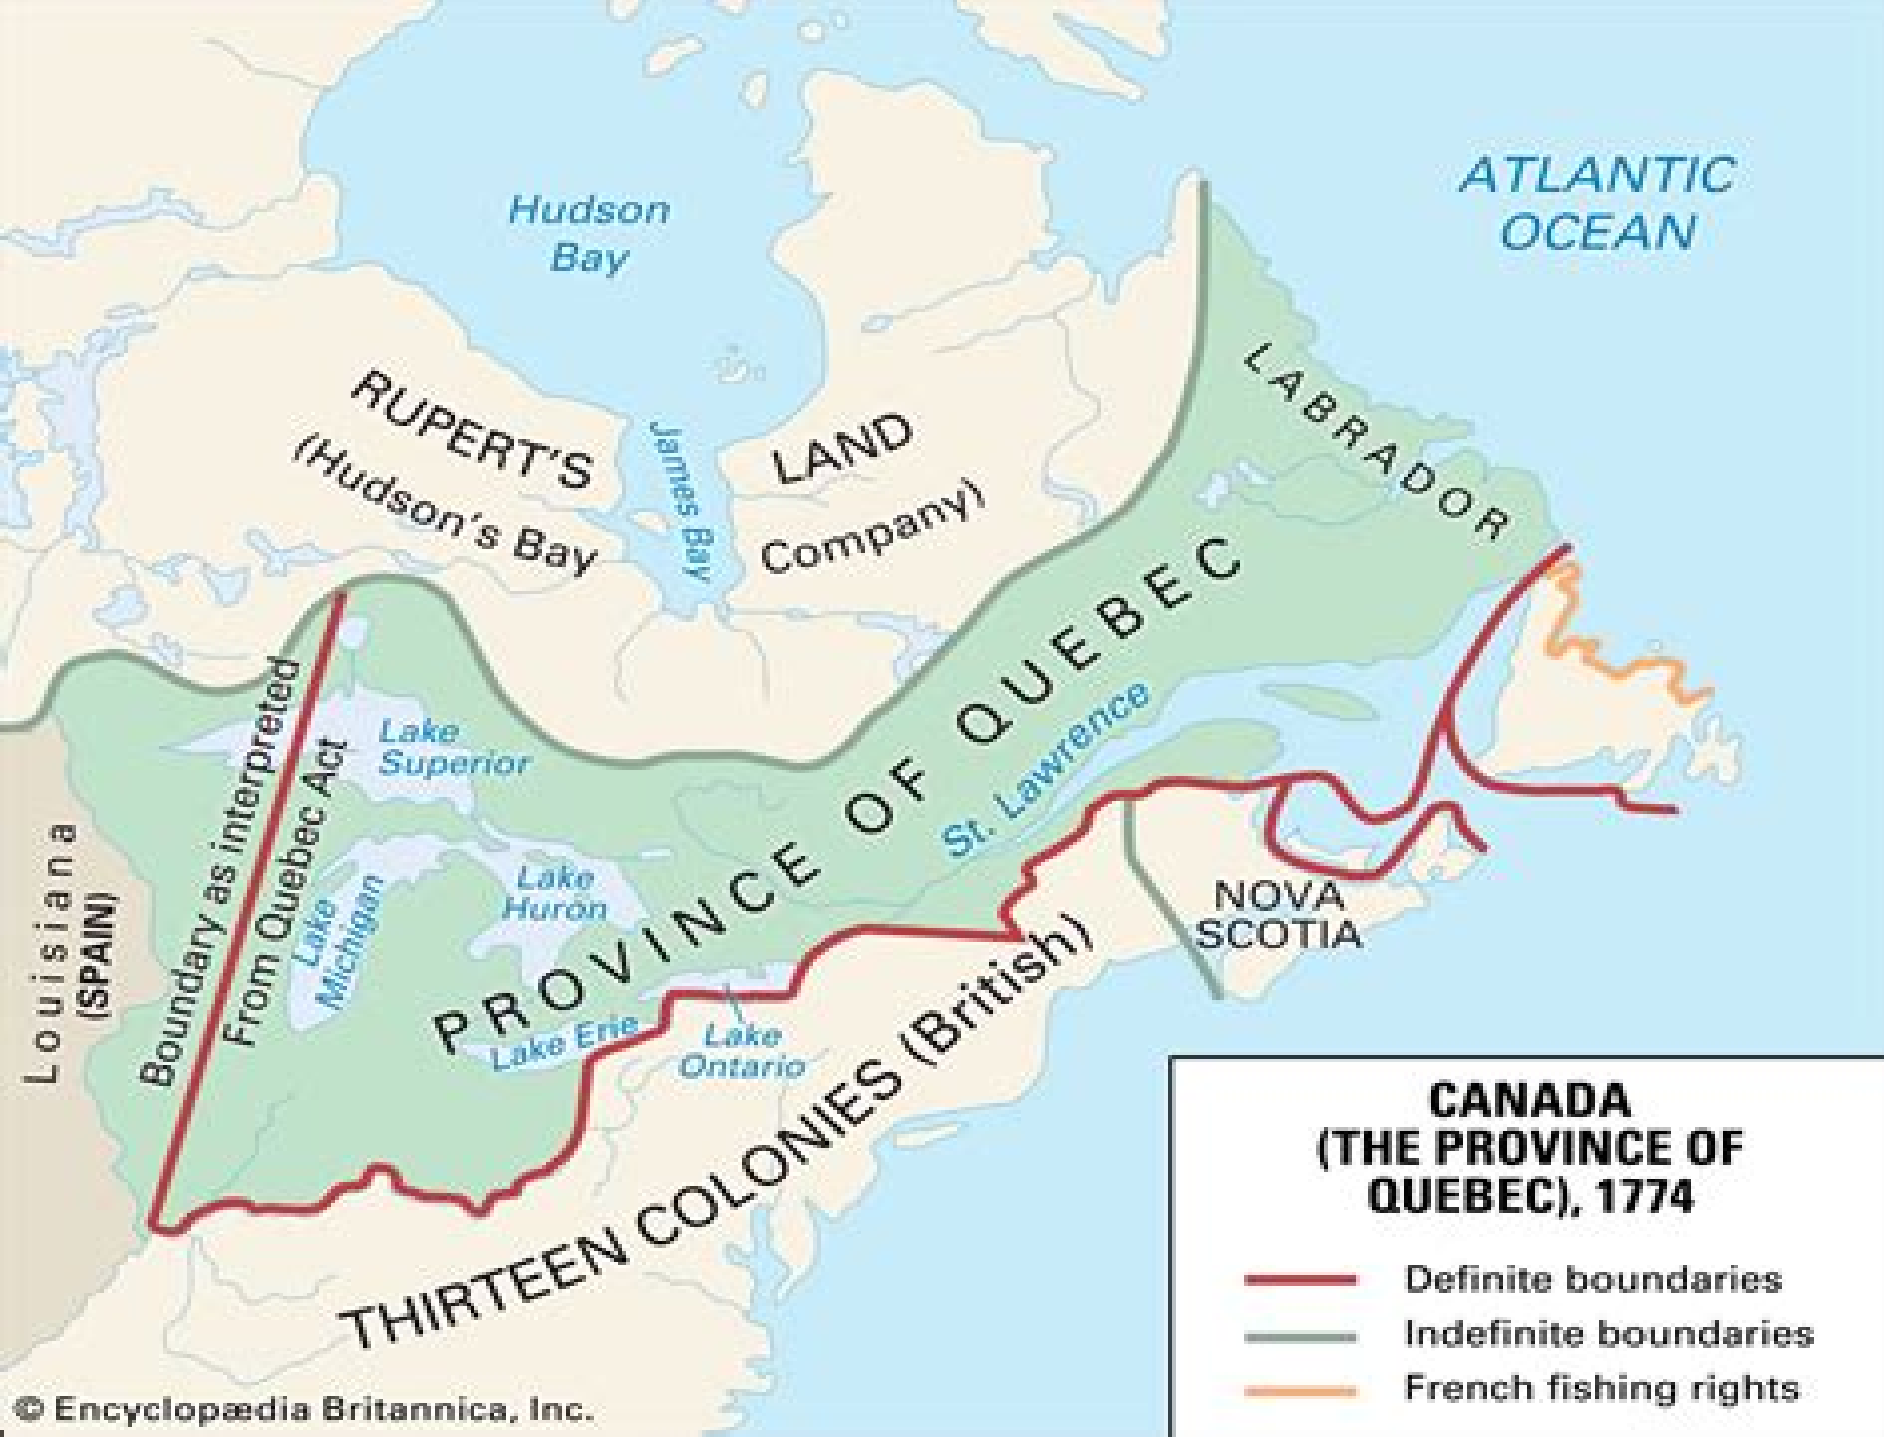 ATLANTIC
OCEAN
Hudson
Bay
LABRADOR
RUPERT'S
LAND
(Hudson's Bay
Company)
James Bay
PROVINCE OF QUEBEC
St. Lawrence
Lake
Superior
Boundary as interpreted
From Quebec Act
Lake
Huron
Lake
Michigan
Louisiana
(SPAIN)
NOVA
SCOTIA
Lake Erie
Lake
Ontario
THIRTEEN COLONIES (British)
CANADA
(THE PROVINCE OF
QUEBEC), 1774
Definite boundaries
Indefinite boundaries
French fishing rights
© Encyclopædia Britannica, Inc.